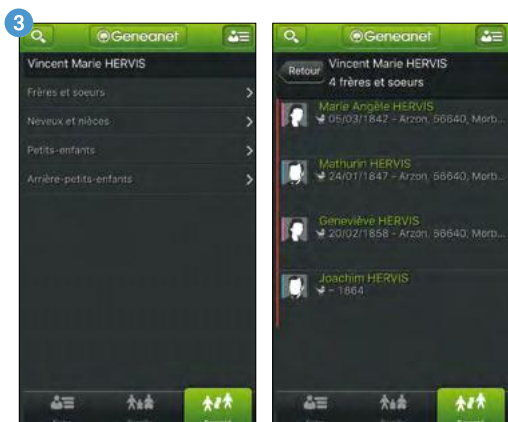 3
Geneanet
Vincent Marie HERVIS
Frères et soeurs
Neveux et nièces
Petits-enfants
Arrière-petits-enfants
Geneanet
Retour
Vincent Marie HERVIS
4 frères et soeurs
Marie Angèle HERVIS
05/03/1842 - Arzon, 56640, Morb...
Mathurin HERVIS
24/01/1847 - Arzon, 56640, Morb...
Geneviève HERVIS
20/02/1858 - Arzon, 56640, Morb...
Joachim HERVIS
- 1864